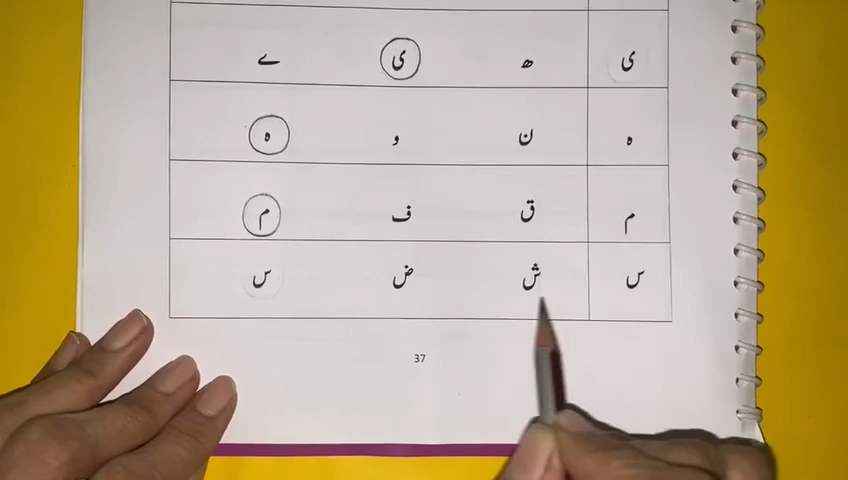 ی ھ ی ے
ہ ن و ہ
م ق ف م
س ش ض س
37